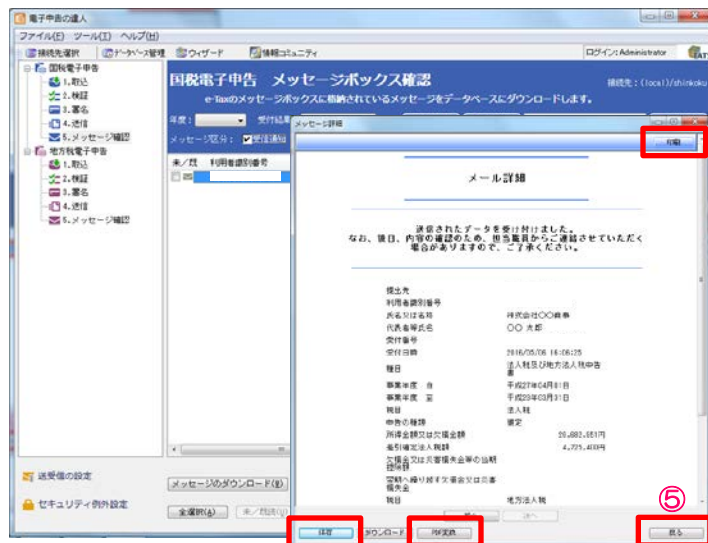 電子申告の達人
ファイル(F) ツール(T) ヘルプ(H)
接続先選択 データベース管理 ウィザード 情報コミュニティ ログイン: Administrator
国税電子申告
1.取込
2.検証
3.署名
4.送信
5.メッセージ確認
地方税電子申告
1.取込
2.検証
3.署名
4.送信
5.メッセージ確認
送受信の設定
セキュリティ例外設定
国税電子申告 メッセージボックス確認
接続先: (local)/shinkoku
e-Taxのメッセージボックスに格納されているメッセージをデータベースにダウンロードします。
年度: 受付結果
メッセージ区分: 受信通知
未/既 利用者識別番号
メッセージのダウンロード(B)
全選択(A)
メッセージ詳細
印刷
メール詳細
送信されたデータを受け付けました。
なお、後日、内容の確認のため、担当職員からご連絡させていただく
場合がありますので、ご了承ください。
提出先
利用者識別番号
氏名又は名称 株式会社〇〇商事
代表者等氏名 〇〇 太郎
受付番号
受付日時 2016/05/06 16:06:25
種目 法人税及び地方法人税申告
書
事業年度 自 平成27年04月01日
事業年度 至 平成28年03月31日
税目 法人税
申告の種類 確定
所得金額又は欠損金額
差引確定法人税額
欠損金又は災害損失金等の当期
控除額
翌期へ繰り越す欠損金又は災害
損失金
税目 地方法人税
次へ
⑤
保存 ダウンロード PDF変換 戻る